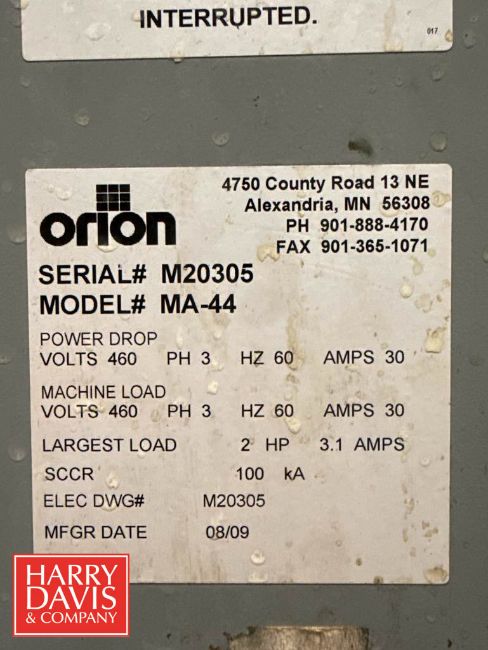 INTERRUPTED.
017
orion
4750 County Road 13 NE
Alexandria, MN 56308
PH 901-888-4170
FAX 901-365-1071
SERIAL# M20305
MODEL# MA-44
POWER DROP
VOLTS 460 PH 3 HZ 60 AMPS 30
MACHINE LOAD
VOLTS 460 PH 3 HZ 60 AMPS 30
LARGEST LOAD 2 HP 3.1 AMPS
SCCR 100 kA
ELEC DWG# M20305
MFGR DATE 08/09
HARRY
DAVIS
& COMPANY